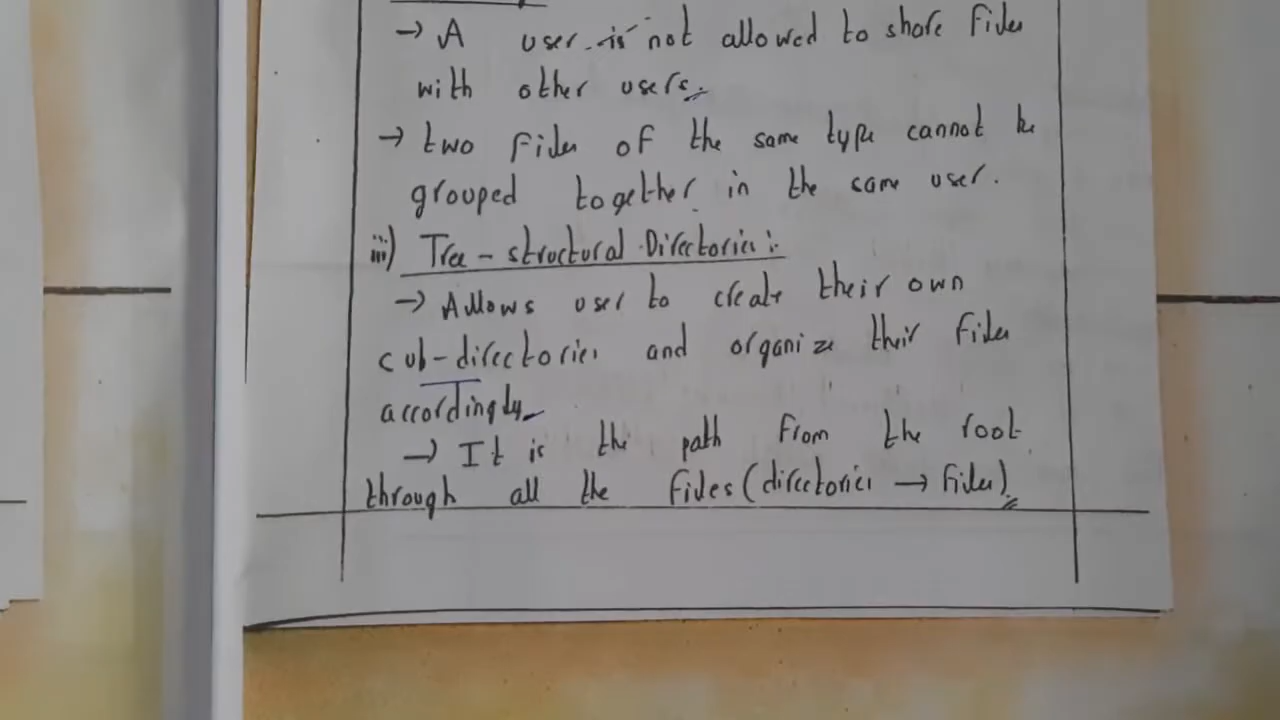 → A user is not allowed to share files
with other users.
→ two files of the same type cannot be
grouped together in the same user.
iii) Tree - structural Directories :
→ Allows user to create their own
sub-directories and organize their files
accordingly
→ It is the path from the root
through all the files (directories → files)